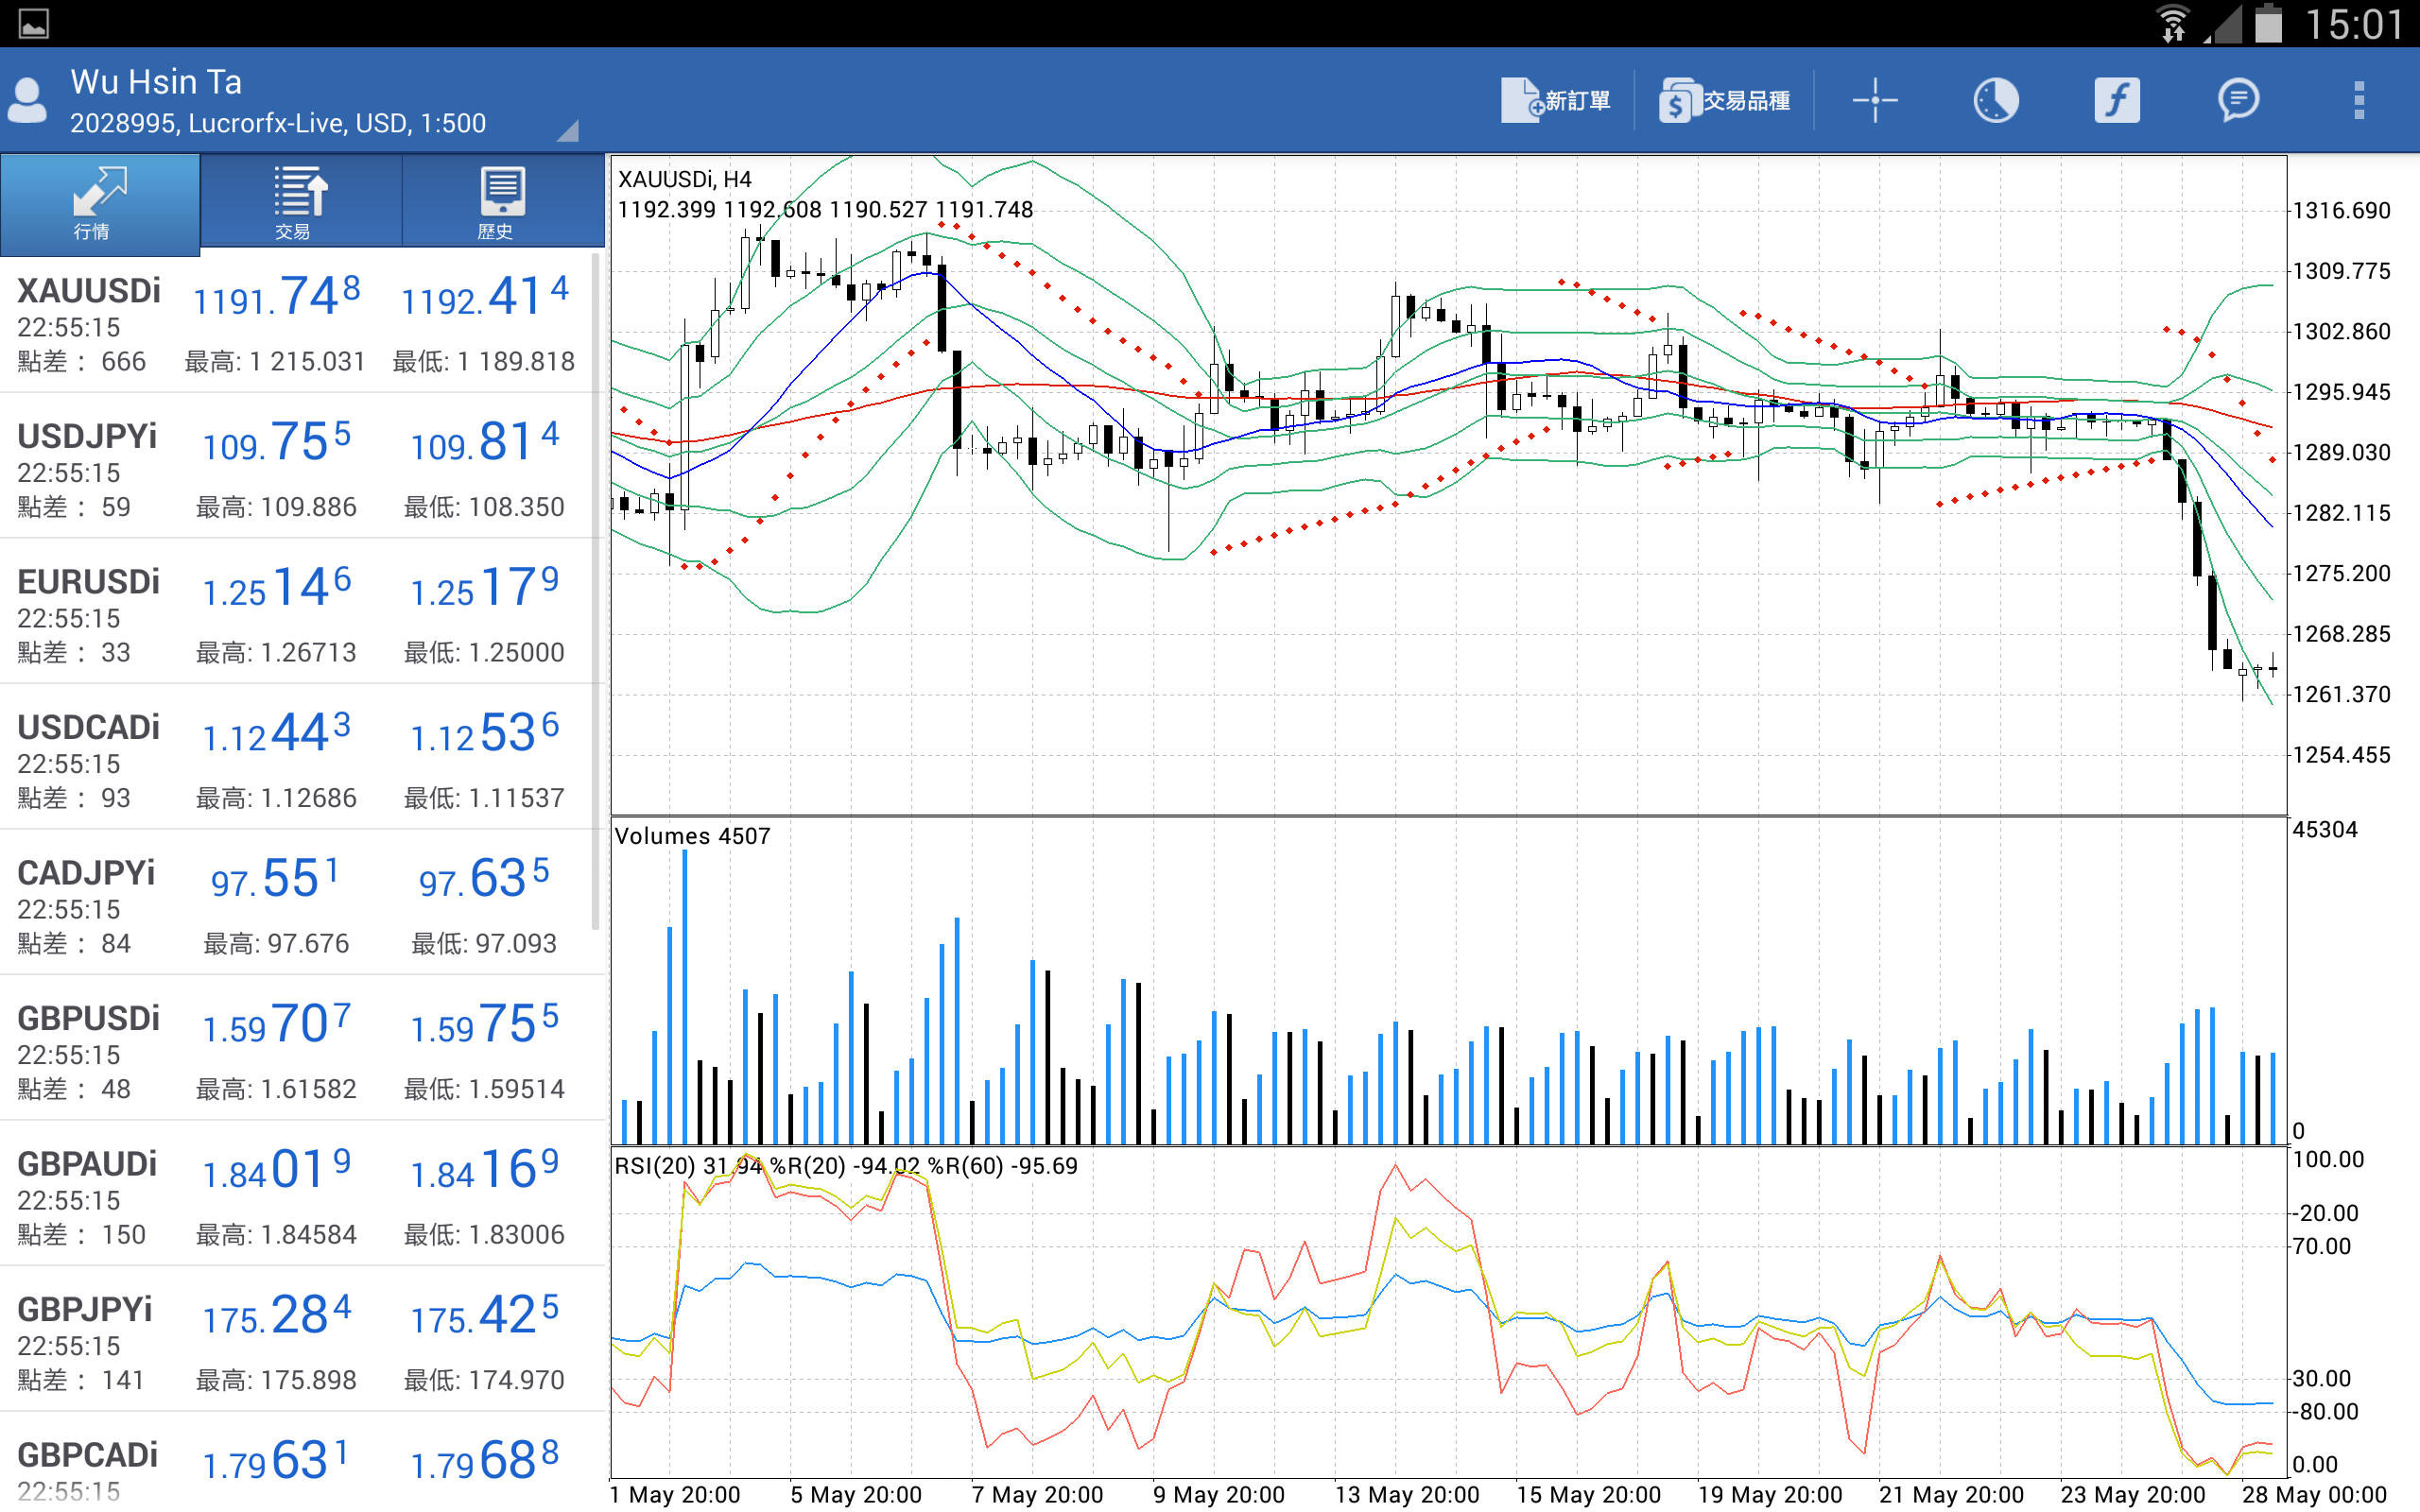 15:01
Wu Hsin Ta
2028995, Lucrorfx-Live, USD, 1:500
新訂單
交易品種
行情
交易
歷史
XAUUSDi 1191.748 1192.414
22:55:15
點差： 666 最高: 1 215.031 最低: 1 189.818
USDJPYi 109.755 109.814
22:55:15
點差： 59 最高: 109.886 最低: 108.350
EURUSDi 1.25146 1.25179
22:55:15
點差： 33 最高: 1.26713 最低: 1.25000
USDCADi 1.12443 1.12536
22:55:15
點差： 93 最高: 1.12686 最低: 1.11537
CADJPYi 97.551 97.635
22:55:15
點差： 84 最高: 97.676 最低: 97.093
GBPUSDi 1.59707 1.59755
22:55:15
點差： 48 最高: 1.61582 最低: 1.59514
GBPAUDi 1.84019 1.84169
22:55:15
點差： 150 最高: 1.84584 最低: 1.83006
GBPJPYi 175.284 175.425
22:55:15
點差： 141 最高: 175.898 最低: 174.970
GBPCADi 1.79631 1.79688
22:55:15
XAUUSDi, H4
1192.399 1192.608 1190.527 1191.748
1316.690
1309.775
1302.860
1295.945
1289.030
1282.115
1275.200
1268.285
1261.370
1254.455
Volumes 4507
45304
0
RSI(20) 31.94 %R(20) -94.02 %R(60) -95.69
100.00
-20.00
70.00
30.00
-80.00
0.00
1 May 20:00 5 May 20:00 7 May 20:00 9 May 20:00 13 May 20:00 15 May 20:00 19 May 20:00 21 May 20:00 23 May 20:00 28 May 00:00